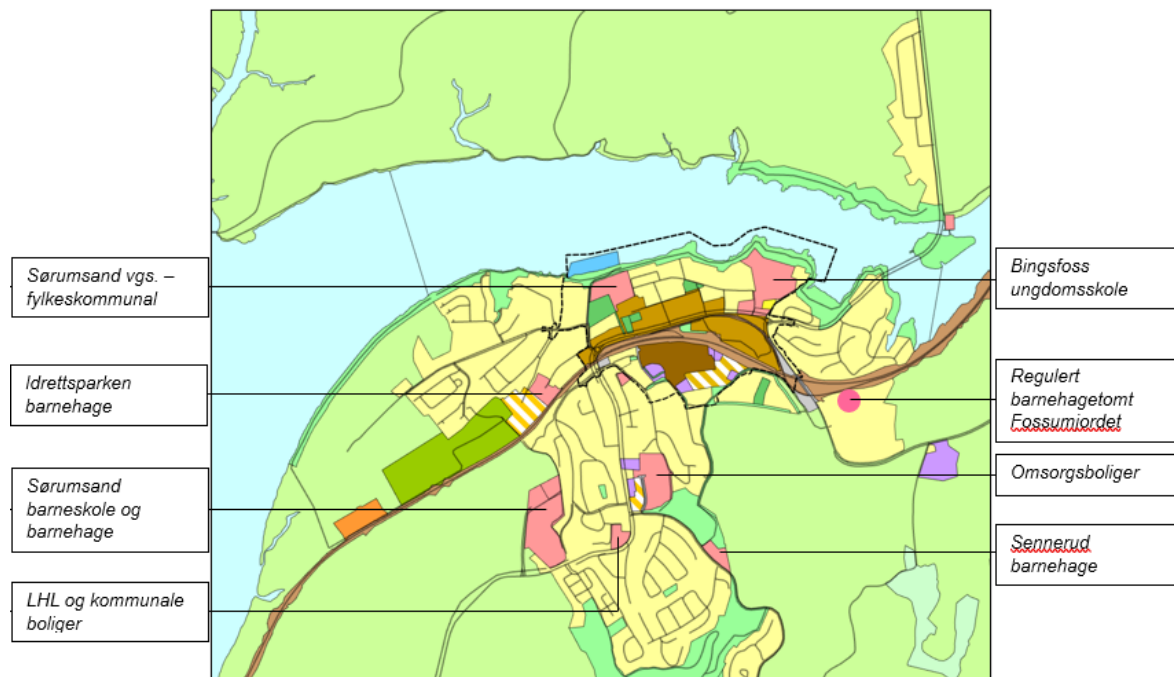 Sørumsand vgs. –
fylkeskommunal
Idrettsparken
barnehage
Sørumsand
barneskole og
barnehage
LHL og kommunale
boliger
Bingsfoss
ungdomsskole
Regulert
barnehagetomt
Fossumjordet
Omsorgsboliger
Sennerud
barnehage